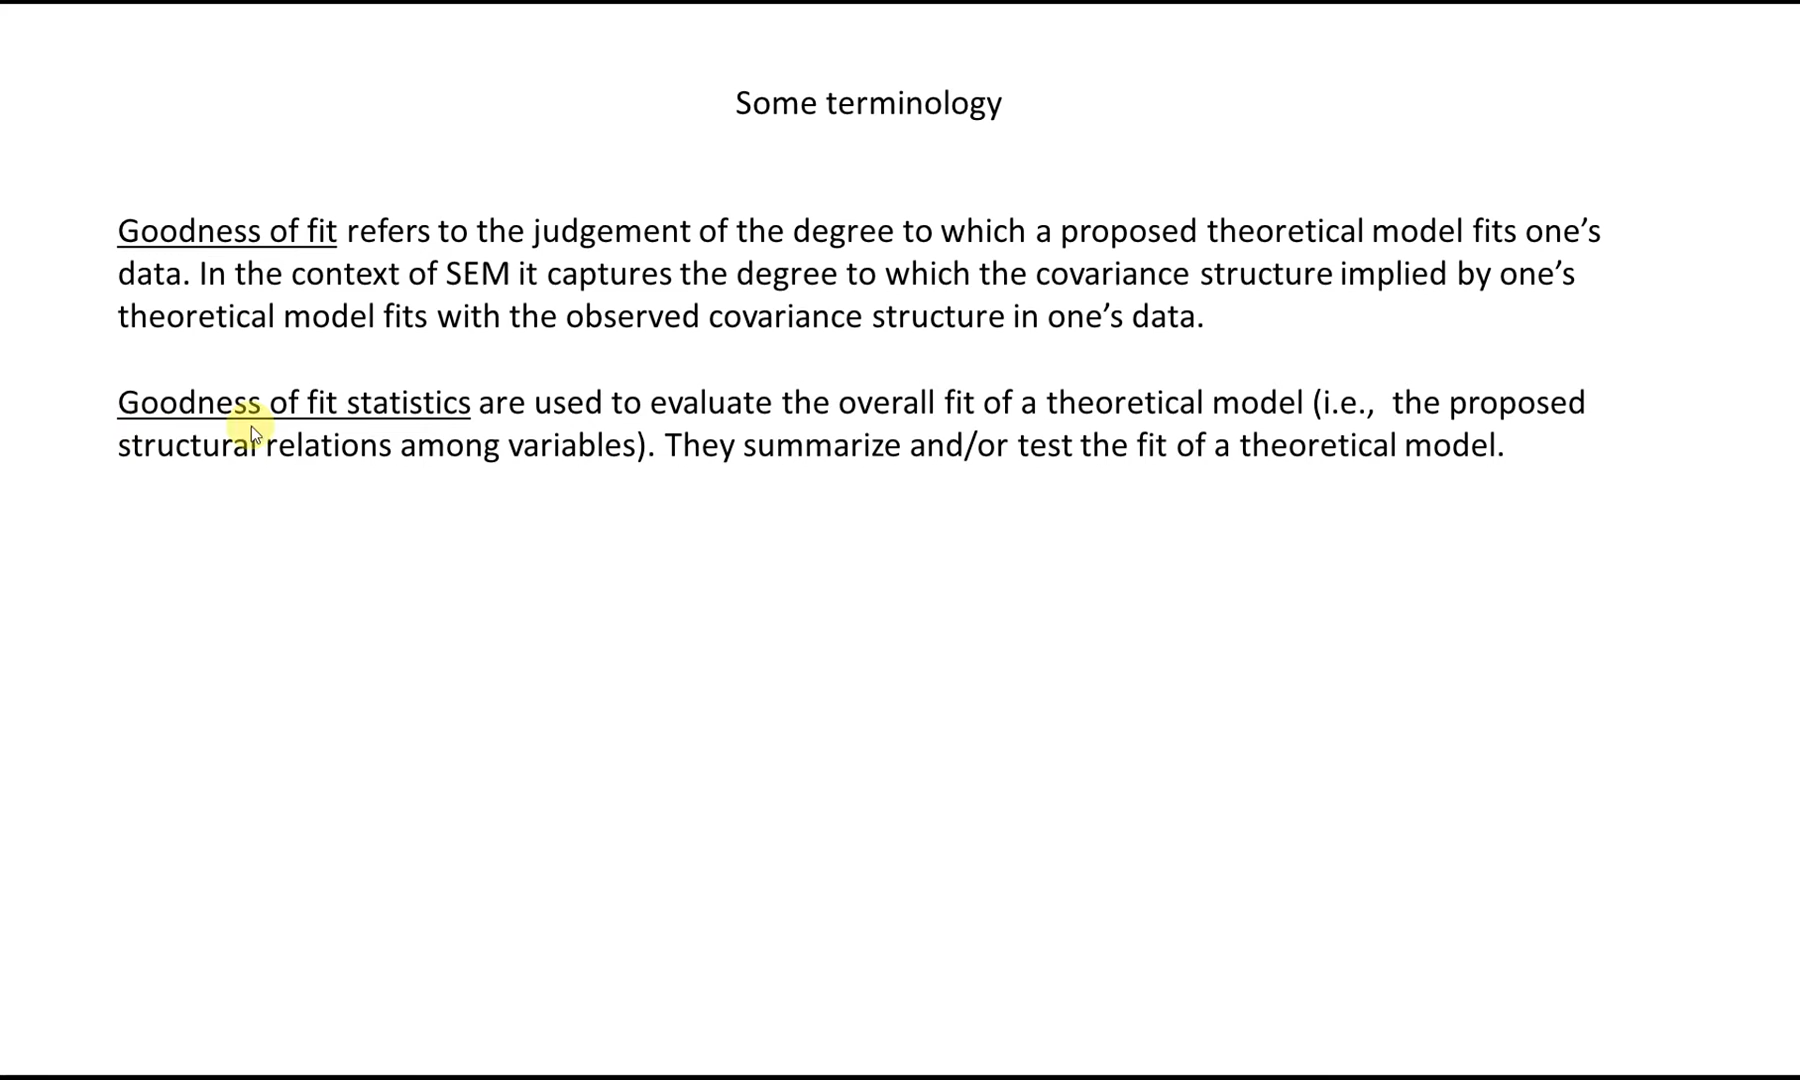 Some terminology
Goodness of fit refers to the judgement of the degree to which a proposed theoretical model fits one’s
data. In the context of SEM it captures the degree to which the covariance structure implied by one’s
theoretical model fits with the observed covariance structure in one’s data.
Goodness of fit statistics are used to evaluate the overall fit of a theoretical model (i.e.,  the proposed
structural relations among variables). They summarize and/or test the fit of a theoretical model.